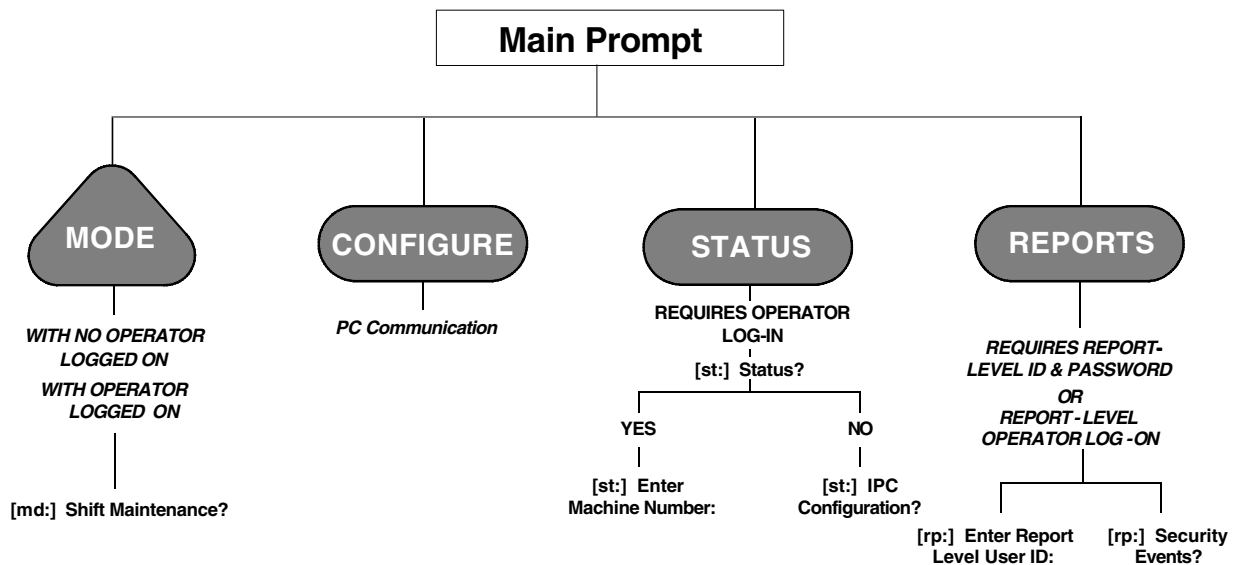 Main Prompt
MODE
WITH NO OPERATOR
LOGGED ON
WITH OPERATOR
LOGGED ON
[md:] Shift Maintenance?
CONFIGURE
PC Communication
STATUS
REQUIRES OPERATOR
LOG-IN
[st:] Status?
YES
[st:] Enter
Machine Number:
NO
[st:] IPC
Configuration?
REPORTS
REQUIRES REPORT-
LEVEL ID & PASSWORD
OR
REPORT - LEVEL
OPERATOR LOG -ON
[rp:] Enter Report
Level User ID:
[rp:] Security
Events?